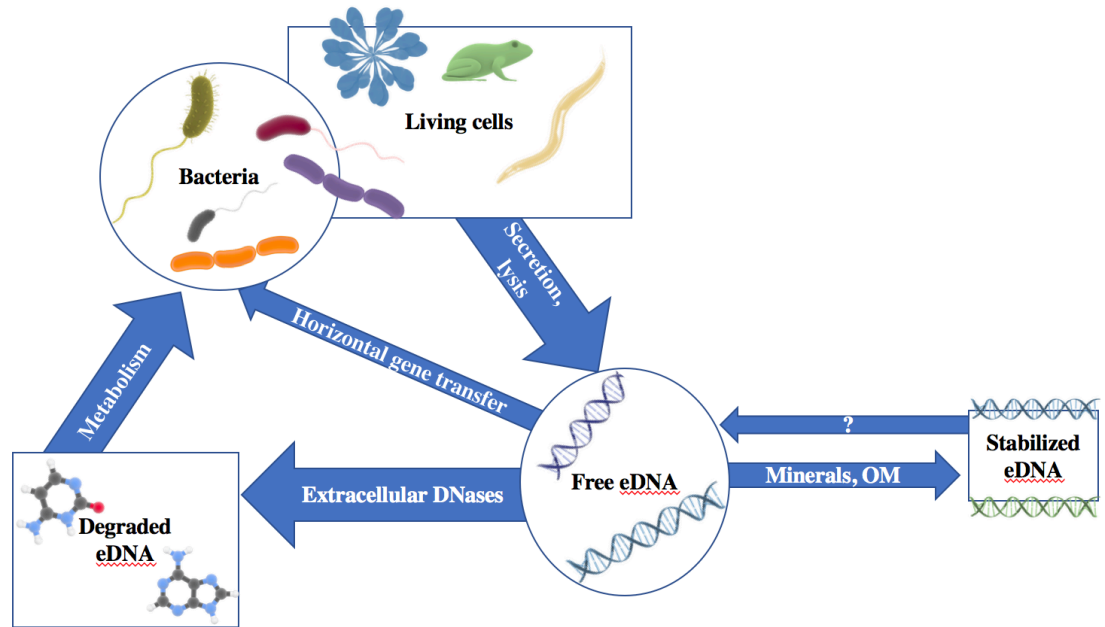 Living cells
Bacteria
Secretion,
lysis
Horizontal gene transfer
Metabolism
?
Stabilized
eDNA
Free eDNA
Minerals, OM
Extracellular DNases
Degraded
eDNA